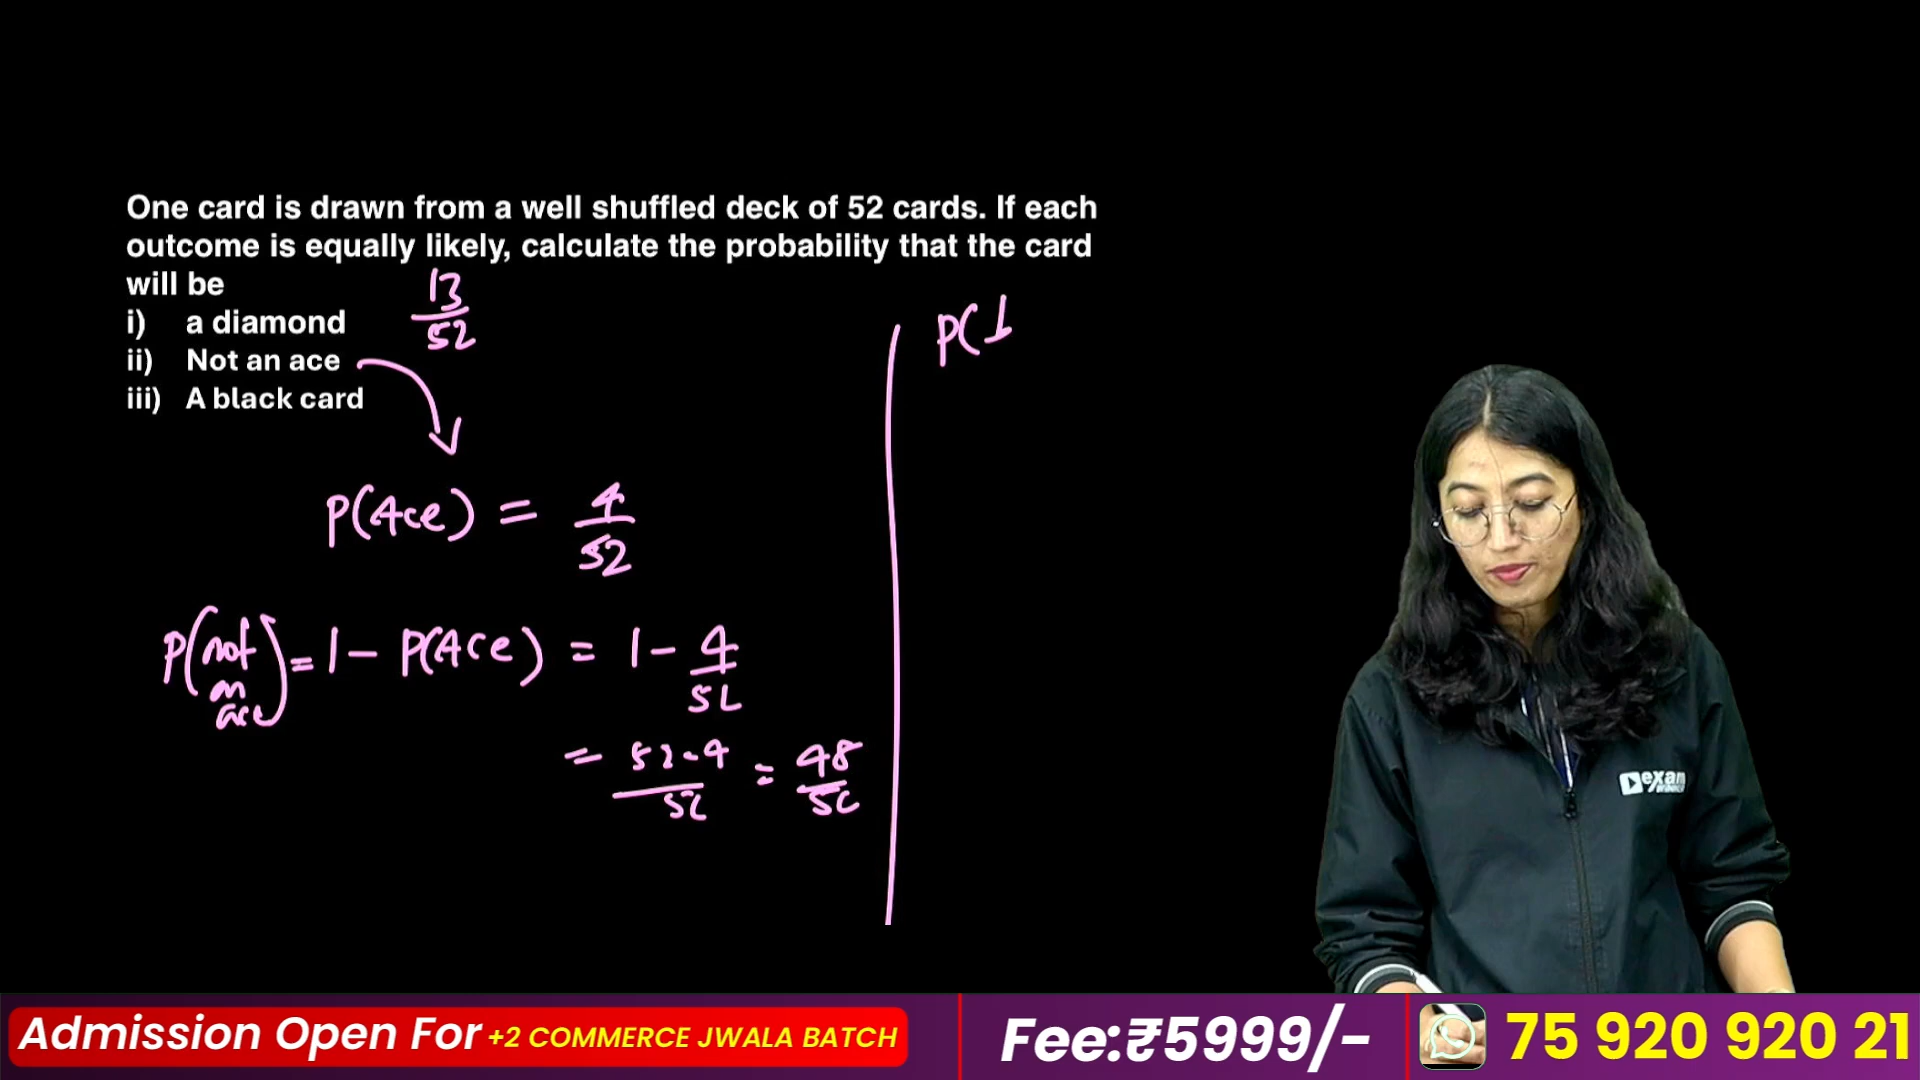 One card is drawn from a well shuffled deck of 52 cards. If each
outcome is equally likely, calculate the probability that the card
will be
i) a diamond 13/52
ii) Not an ace
iii) A black card
P(Ace) = 4/52
P(not an ace) = 1 - P(Ace) = 1 - 4/52
= 52-4/52 = 48/52
P(
exam
Admission Open For +2 COMMERCE JWALA BATCH
Fee:₹5999/-
75 920 920 21